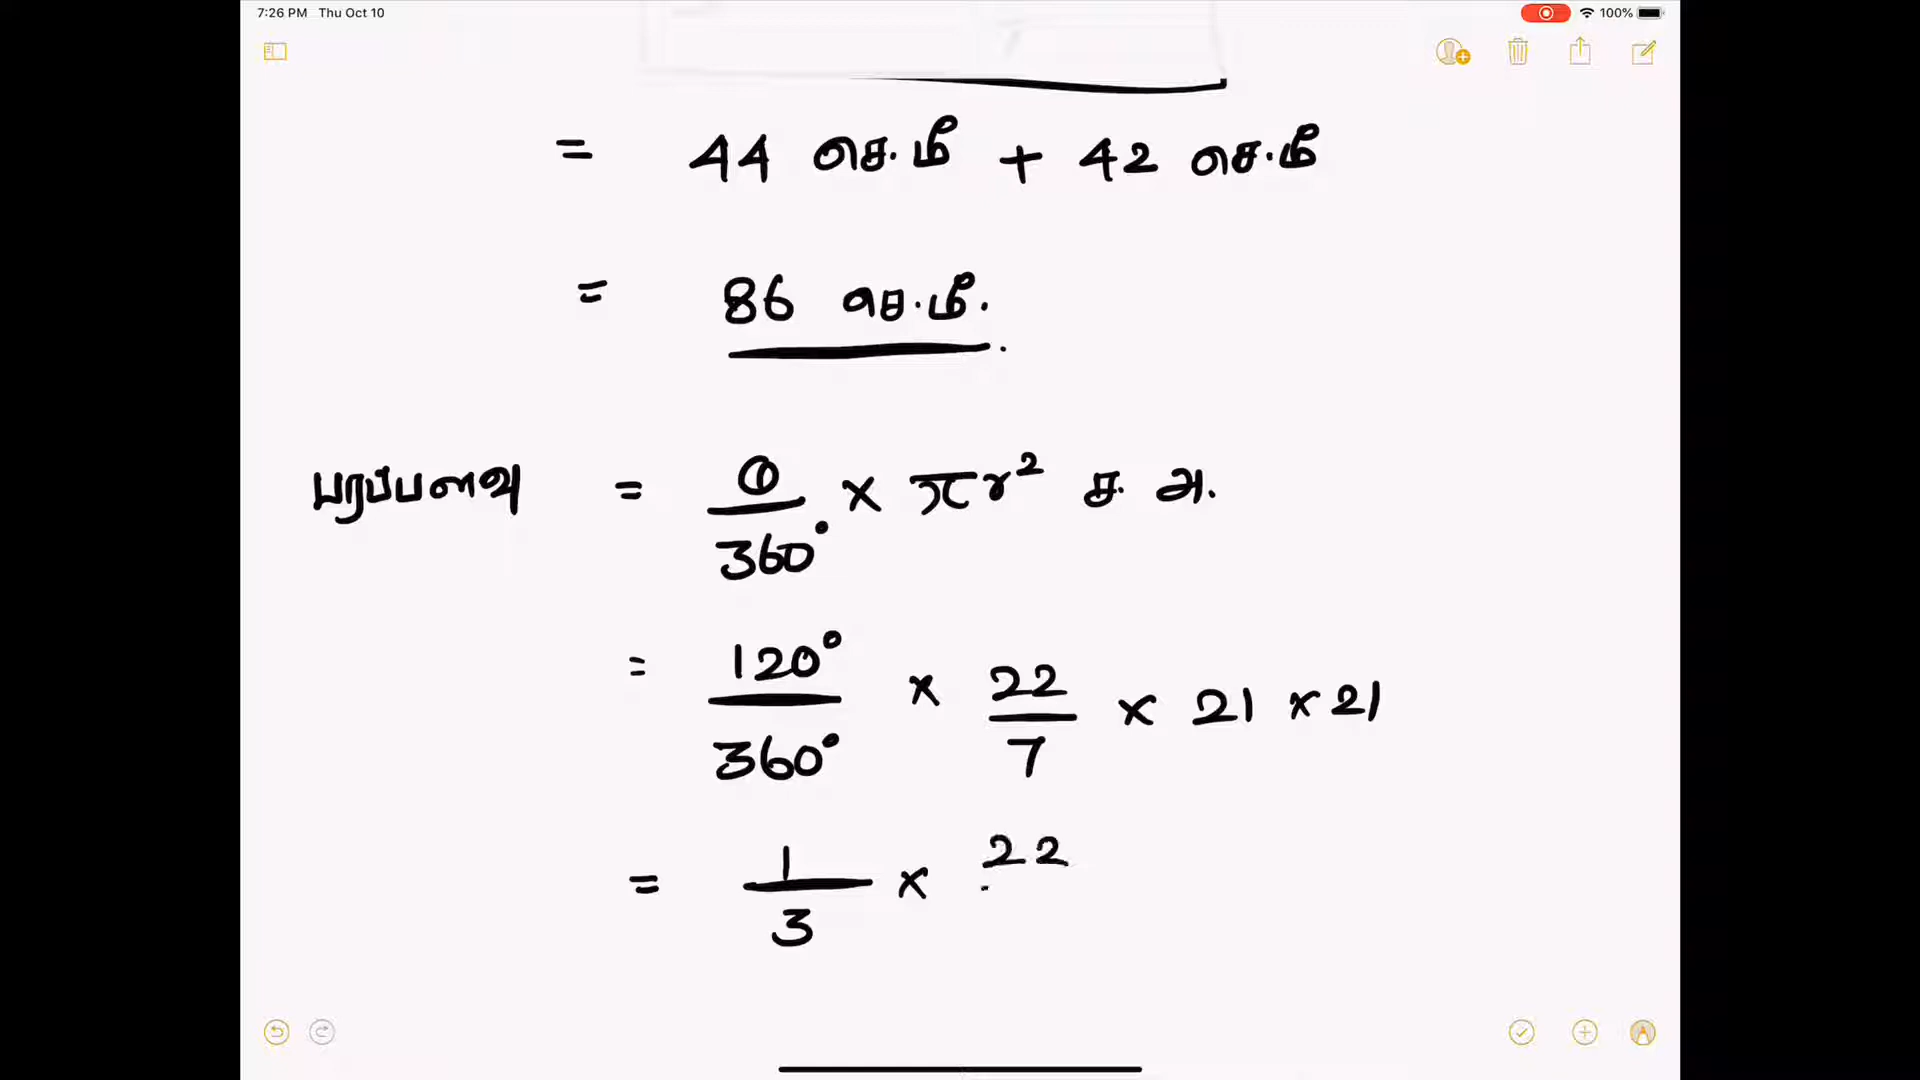 7:26 PM Thu Oct 10 100%
= 44 செ.மீ + 42 செ.மீ
= 86 செ.மீ.
பரப்பளவு = θ/360° × πr² ச. அ.
= 120°/360° × 22/7 × 21 × 21
= 1/3 × 22